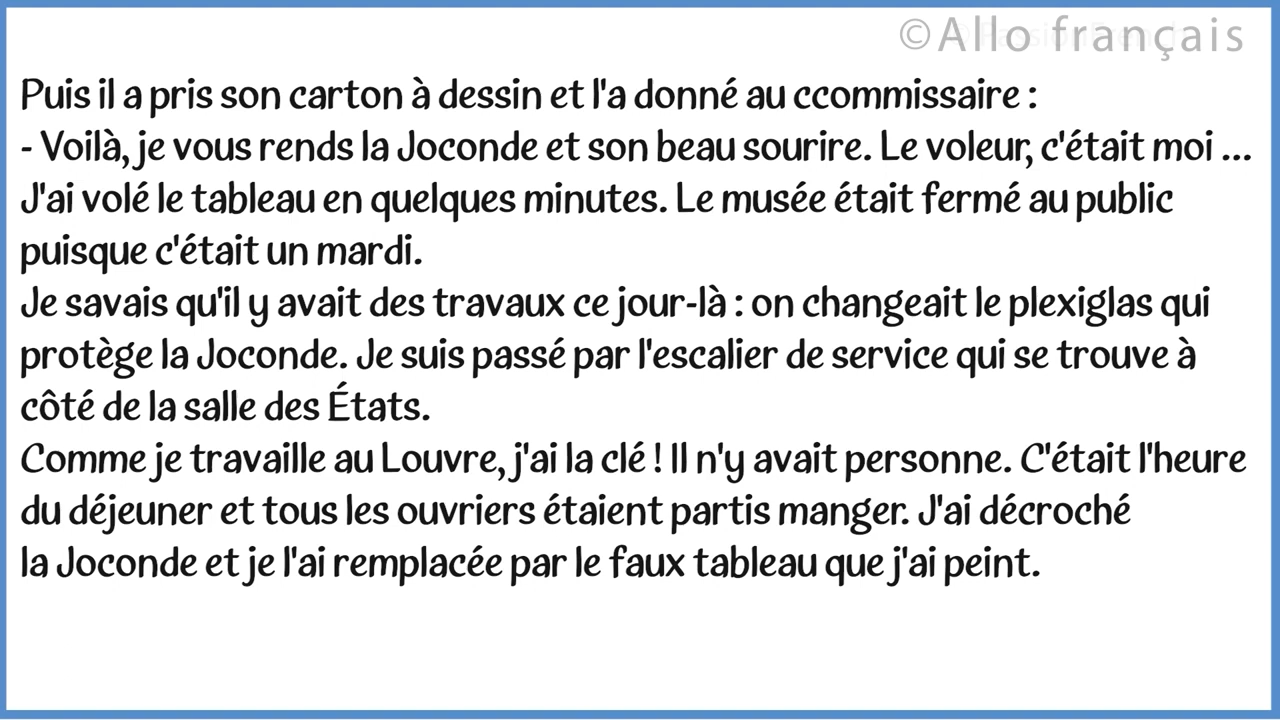 ©Allo français
Puis il a pris son carton à dessin et l'a donné au ccommissaire :
- Voilà, je vous rends la Joconde et son beau sourire. Le voleur, c'était moi ...
J'ai volé le tableau en quelques minutes. Le musée était fermé au public
puisque c'était un mardi.
Je savais qu'il y avait des travaux ce jour-là : on changeait le plexiglas qui
protège la Joconde. Je suis passé par l'escalier de service qui se trouve à
côté de la salle des États.
Comme je travaille au Louvre, j'ai la clé ! Il n'y avait personne. C'était l'heure
du déjeuner et tous les ouvriers étaient partis manger. J'ai décroché
la Joconde et je l'ai remplacée par le faux tableau que j'ai peint.